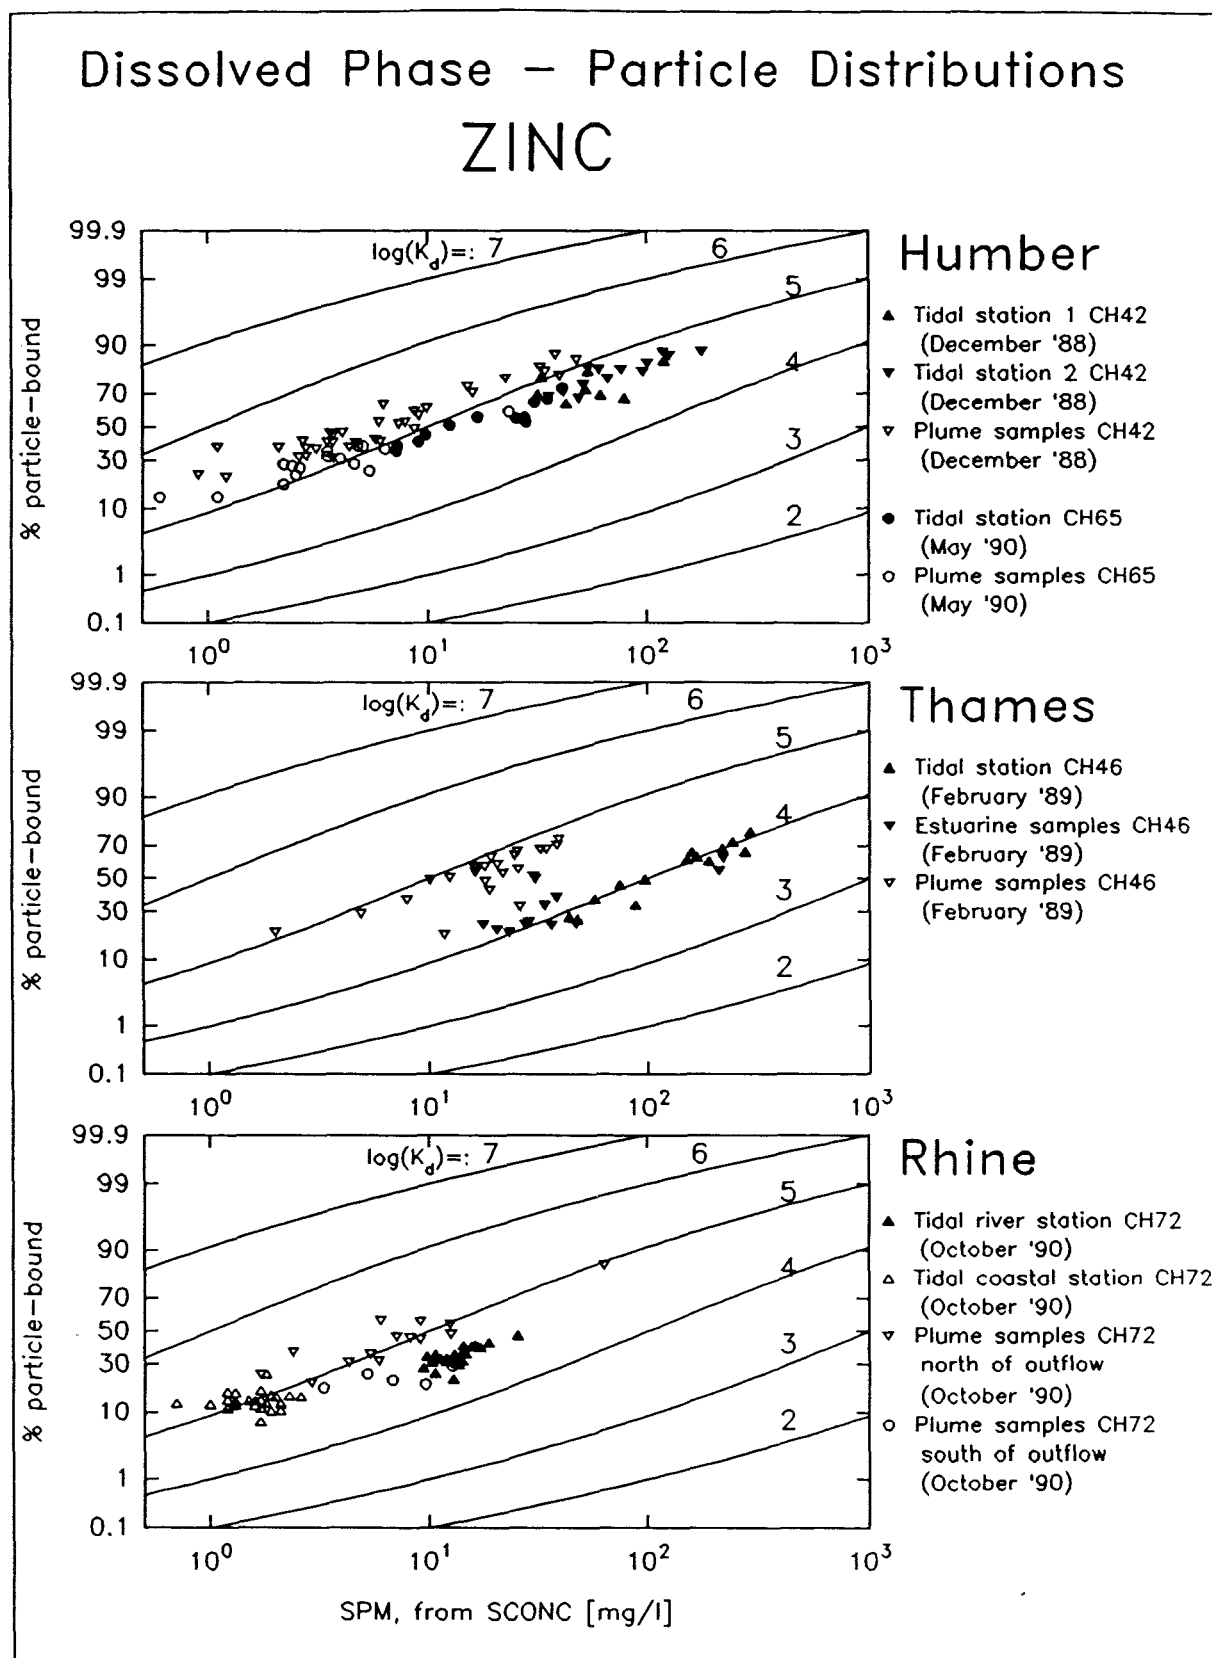 Dissolved Phase – Particle Distributions
ZINC
Humber
% particle-bound
99.9
99
90
70
50
30
10
1
0.1
log(K_d)=: 7
6
5
4
3
2
10^0
10^1
10^2
10^3
▲ Tidal station 1 CH42
(December '88)
▼ Tidal station 2 CH42
(December '88)
▽ Plume samples CH42
(December '88)
● Tidal station CH65
(May '90)
○ Plume samples CH65
(May '90)
Thames
% particle-bound
99.9
99
90
70
50
30
10
1
0.1
log(K_d)=: 7
6
5
4
3
2
10^0
10^1
10^2
10^3
▲ Tidal station CH46
(February '89)
▼ Estuarine samples CH46
(February '89)
▽ Plume samples CH46
(February '89)
Rhine
% particle-bound
99.9
99
90
70
50
30
10
1
0.1
log(K_d)=: 7
6
5
4
3
2
10^0
10^1
10^2
10^3
▲ Tidal river station CH72
(October '90)
△ Tidal coastal station CH72
(October '90)
▽ Plume samples CH72
north of outflow
(October '90)
○ Plume samples CH72
south of outflow
(October '90)
SPM, from SCONC [mg/l]